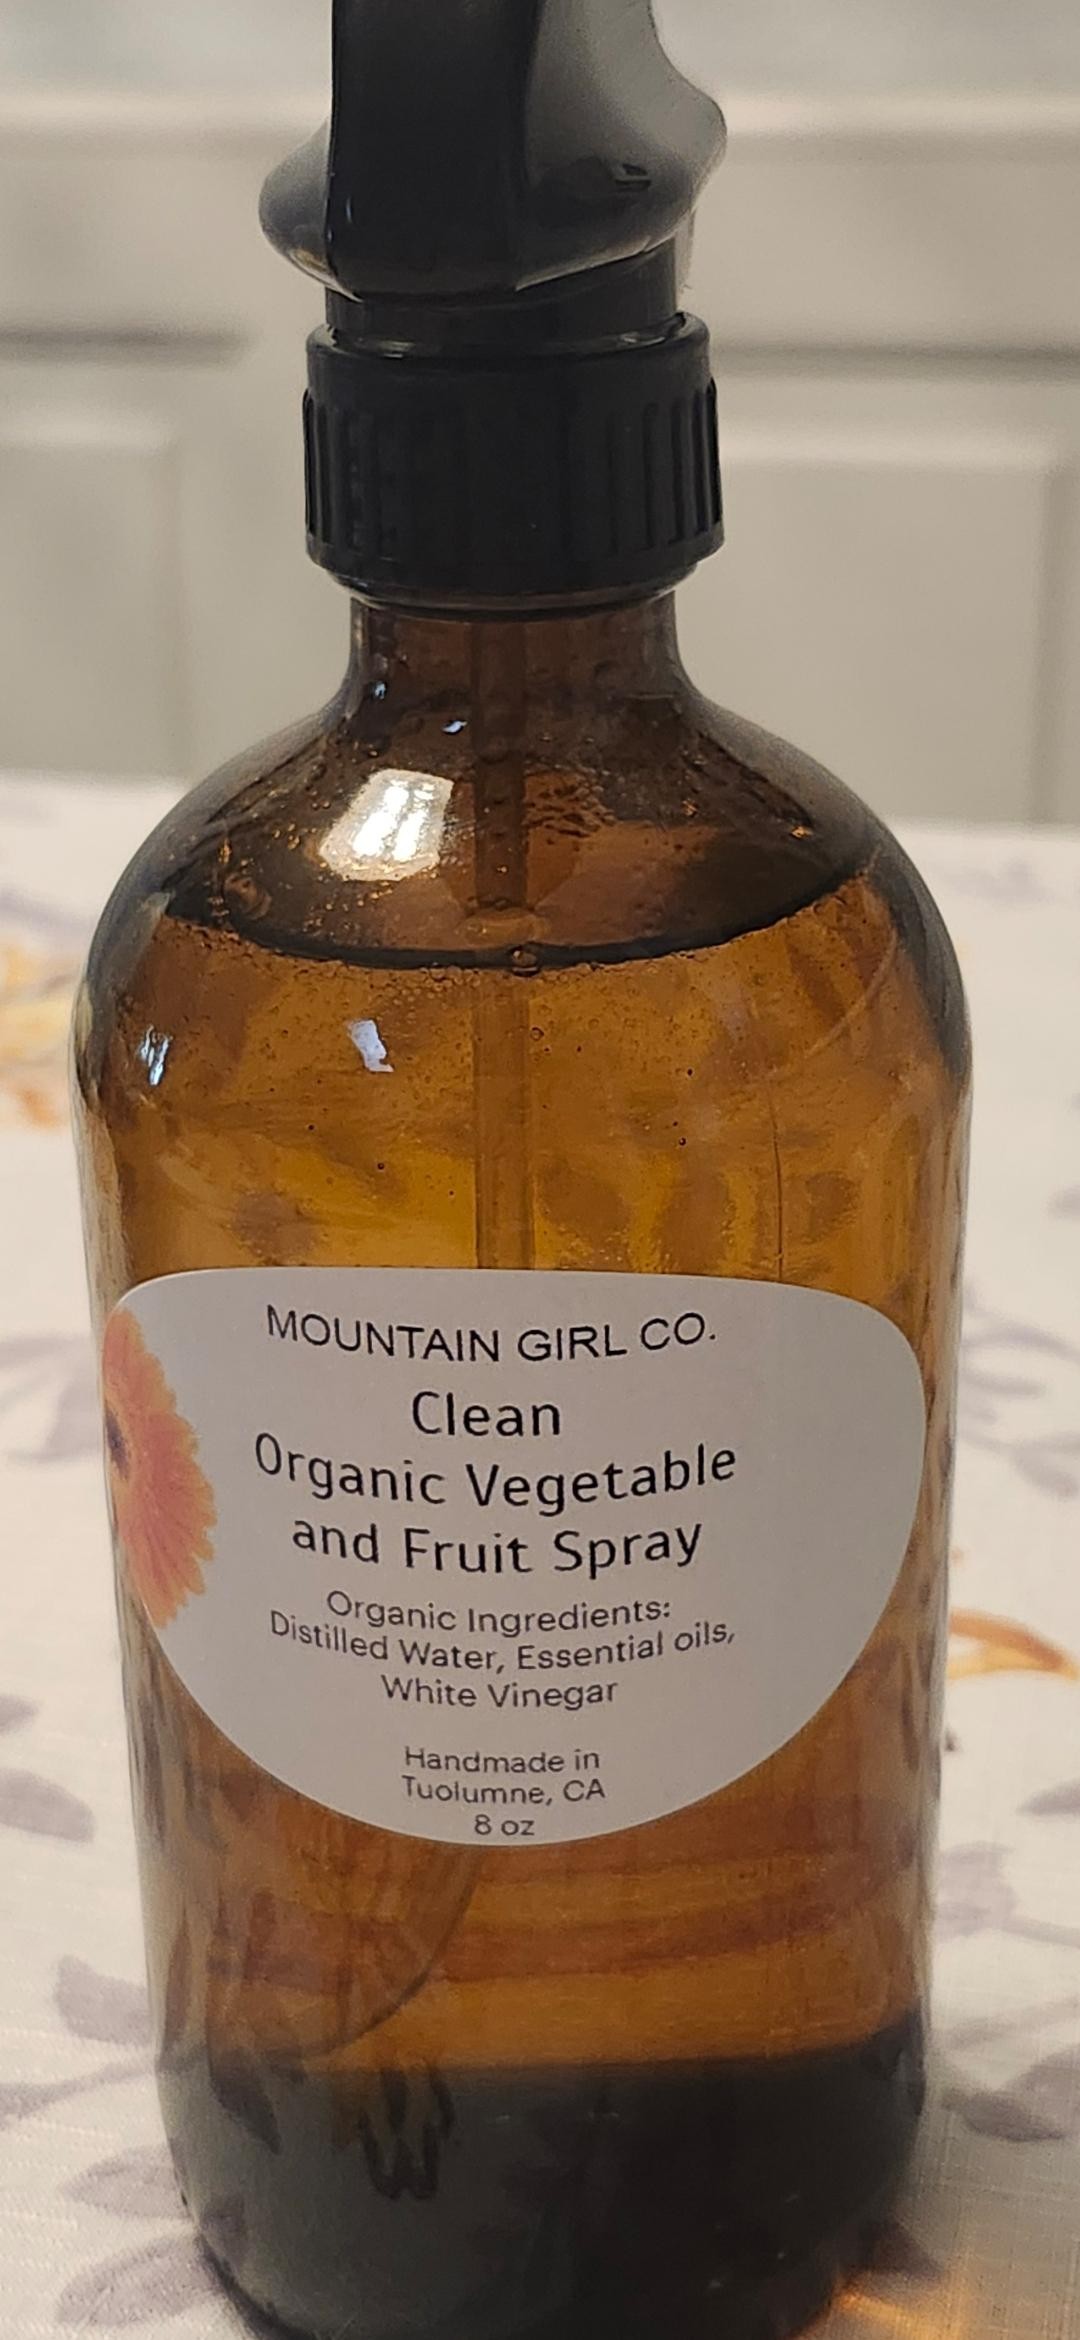 MOUNTAIN GIRL CO.
Clean
Organic Vegetable
and Fruit Spray
Organic Ingredients:
Distilled Water, Essential oils,
White Vinegar
Handmade in
Tuolumne, CA
8 oz